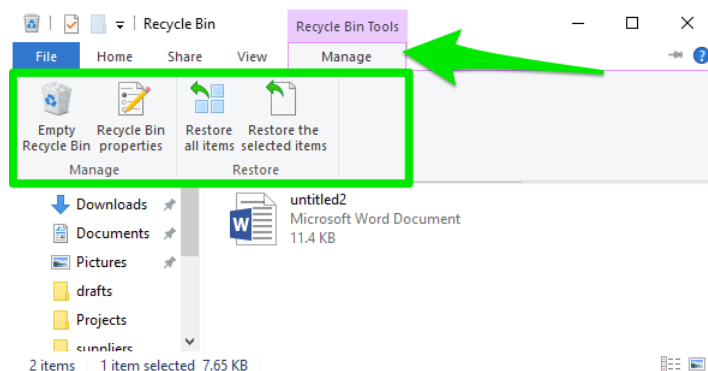 Recycle Bin
Recycle Bin Tools
File Home Share View Manage
Empty Recycle Bin
Recycle Bin properties
Restore all items
Restore the selected items
Manage Restore
Downloads
Documents
Pictures
drafts
Projects
suppliers
untitled2
Microsoft Word Document
11.4 KB
2 items 1 item selected 7.65 KB